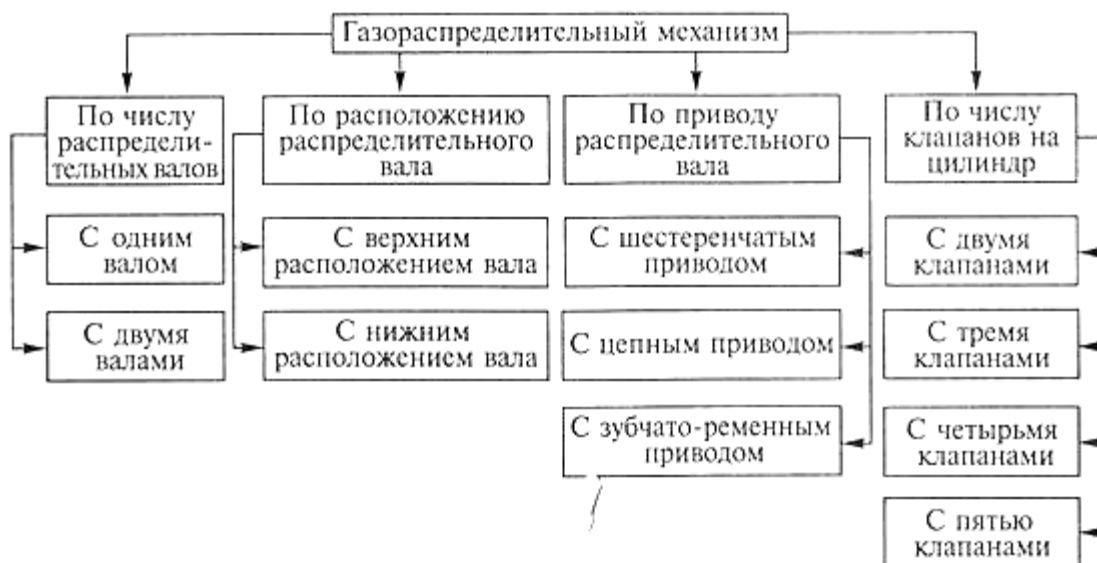 Газораспределительный механизм
По числу
распредели-
тельных валов
С одним
валом
С двумя
валами
По расположению
распределительного
вала
С верхним
расположением вала
С нижним
расположением вала
По приводу
распределительного
вала
С шестеренчатым
приводом
С цепным приводом
С зубчато-ременным
приводом
По числу
клапанов на
цилиндр
С двумя
клапанами
С тремя
клапанами
С четырьмя
клапанами
С пятью
клапанами